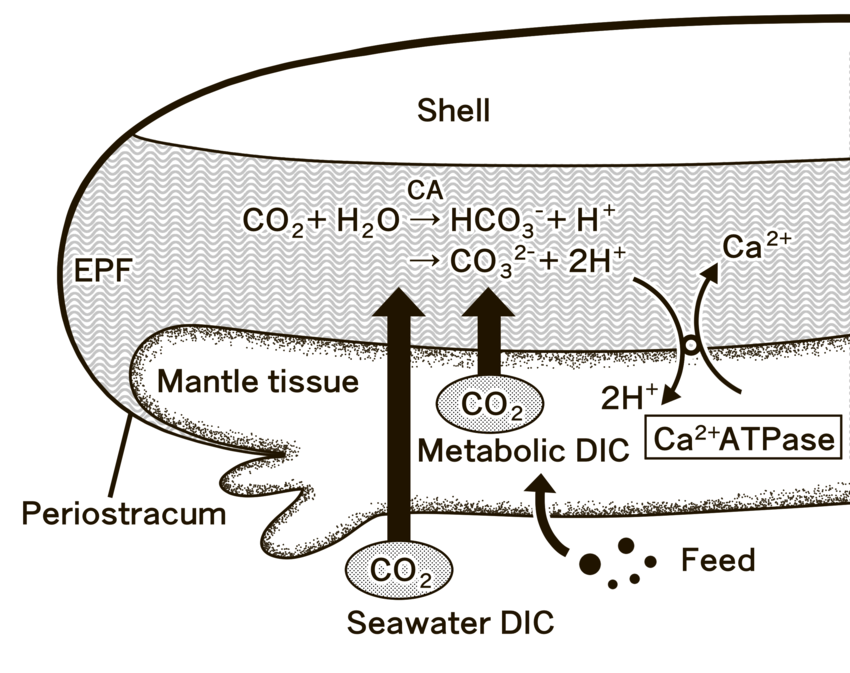 Shell
CA
CO₂+ H₂O → HCO₃⁻+ H⁺
→ CO₃²⁻+ 2H⁺
Ca²⁺
EPF
Mantle tissue
CO₂
2H⁺
Metabolic DIC
Ca²⁺ATPase
Periostracum
Feed
CO₂
Seawater DIC